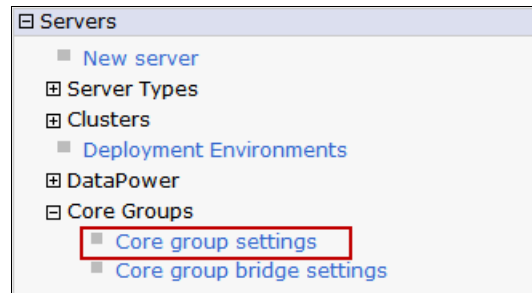 Servers
New server
Server Types
Clusters
Deployment Environments
DataPower
Core Groups
Core group settings
Core group bridge settings